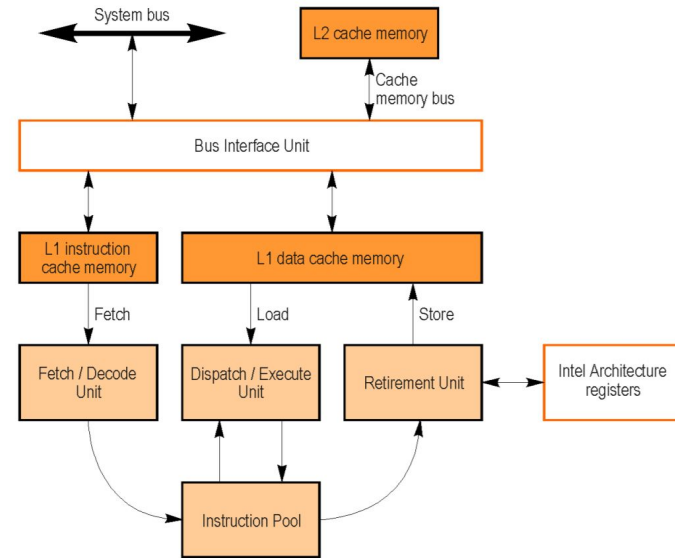 System bus
L2 cache memory
Cache
memory bus
Bus Interface Unit
L1 instruction
cache memory
L1 data cache memory
Fetch
Load
Store
Fetch / Decode
Unit
Dispatch / Execute
Unit
Retirement Unit
Intel Architecture
registers
Instruction Pool